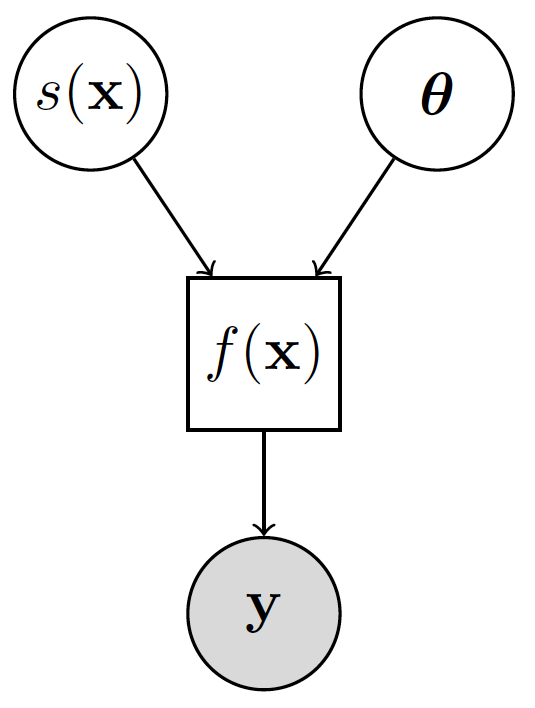 s(x) θ
f(x)
y